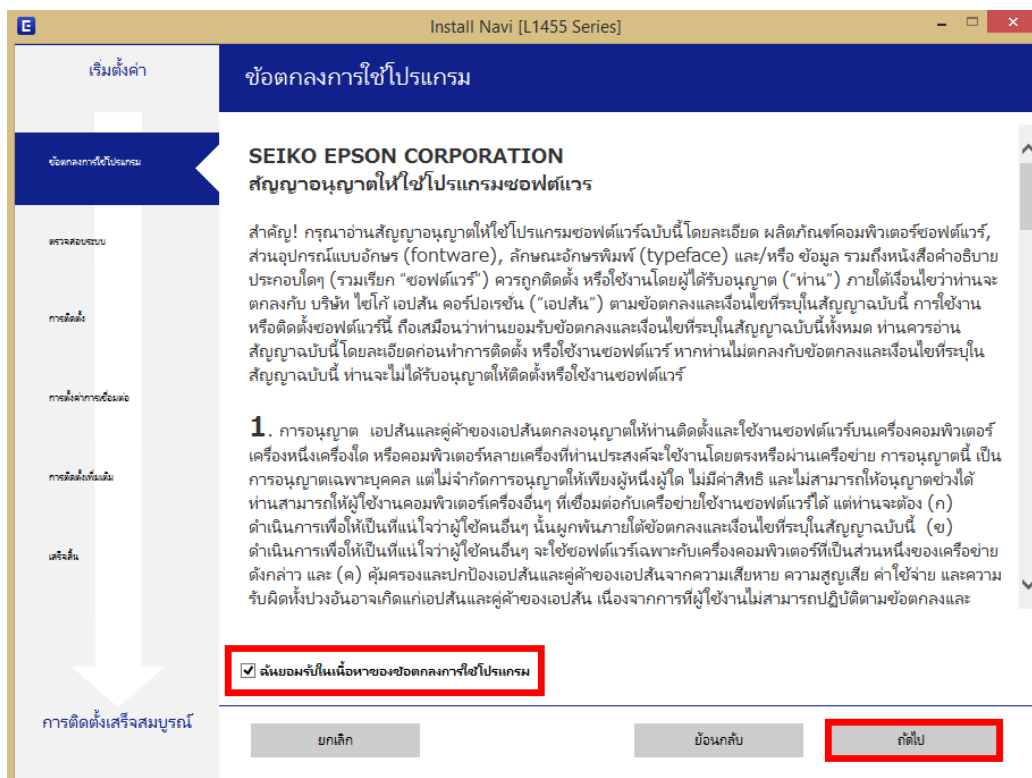 E
Install Navi [L1455 Series]
เริ่มตั้งค่า
ข้อตกลงการใช้โปรแกรม
ตรวจสอบระบบ
การติดตั้ง
การตั้งค่าการเชื่อมต่อ
การติดตั้งเพิ่มเติม
เสร็จสิ้น
การติดตั้งเสร็จสมบูรณ์
ข้อตกลงการใช้โปรแกรม
SEIKO EPSON CORPORATION
สัญญาอนุญาตให้ใช้โปรแกรมซอฟต์แวร์
สำคัญ! กรุณาอ่านสัญญาอนุญาตให้ใช้โปรแกรมซอฟต์แวร์ฉบับนี้โดยละเอียด ผลิตภัณฑ์คอมพิวเตอร์ซอฟต์แวร์,
ส่วนอุปกรณ์แบบอักษร (fontware), ลักษณะอักษรพิมพ์ (typeface) และ/หรือ ข้อมูล รวมถึงหนังสือคำอธิบาย
ประกอบใดๆ (รวมเรียก "ซอฟต์แวร์") ควรถูกติดตั้ง หรือใช้งานโดยผู้ได้รับอนุญาต ("ท่าน") ภายใต้เงื่อนไขว่าท่านจะ
ตกลงกับ บริษัท ไซโก้ เอปสัน คอร์ปอเรชั่น ("เอปสัน") ตามข้อตกลงและเงื่อนไขที่ระบุในสัญญาฉบับนี้ การใช้งาน
หรือติดตั้งซอฟต์แวร์นี้ ถือเสมือนว่าท่านยอมรับข้อตกลงและเงื่อนไขที่ระบุในสัญญาฉบับนี้ทั้งหมด ท่านควรอ่าน
สัญญาฉบับนี้โดยละเอียดก่อนทำการติดตั้ง หรือใช้งานซอฟต์แวร์ หากท่านไม่ตกลงกับข้อตกลงและเงื่อนไขที่ระบุใน
สัญญาฉบับนี้ ท่านจะไม่ได้รับอนุญาตให้ติดตั้งหรือใช้งานซอฟต์แวร์
1. การอนุญาต เอปสันและคู่ค้าของเอปสันตกลงอนุญาตให้ท่านติดตั้งและใช้งานซอฟต์แวร์บนเครื่องคอมพิวเตอร์
เครื่องหนึ่งเครื่องใด หรือคอมพิวเตอร์หลายเครื่องที่ท่านประสงค์จะใช้งานโดยตรงหรือผ่านเครือข่าย การอนุญาตนี้ เป็น
การอนุญาตเฉพาะบุคคล แต่ไม่จำกัดการอนุญาตให้เพียงผู้หนึ่งผู้ใด ไม่มีค่าสิทธิ และไม่สามารถให้อนุญาตช่วงได้
ท่านสามารถให้ผู้ใช้งานคอมพิวเตอร์เครื่องอื่นๆ ที่เชื่อมต่อกับเครือข่ายใช้งานซอฟต์แวร์ได้ แต่ท่านจะต้อง (ก)
ดำเนินการเพื่อให้เป็นที่แน่ใจว่าผู้ใช้คนอื่นๆ นั้นผูกพันภายใต้ข้อตกลงและเงื่อนไขที่ระบุในสัญญาฉบับนี้ (ข)
ดำเนินการเพื่อให้เป็นที่แน่ใจว่าผู้ใช้คนอื่นๆ จะใช้ซอฟต์แวร์เฉพาะกับเครื่องคอมพิวเตอร์ที่เป็นส่วนหนึ่งของเครือข่าย
ดังกล่าว และ (ค) คุ้มครองและปกป้องเอปสันและคู่ค้าของเอปสันจากความเสียหาย ความสูญเสีย ค่าใช้จ่าย และความ
รับผิดทั้งปวงอันอาจเกิดแก่เอปสันและคู่ค้าของเอปสัน เนื่องจากการที่ผู้ใช้งานไม่สามารถปฏิบัติตามข้อตกลงและ
ฉันยอมรับในเนื้อหาของข้อตกลงการใช้โปรแกรม
ยกเลิก
ย้อนกลับ
ถัดไป